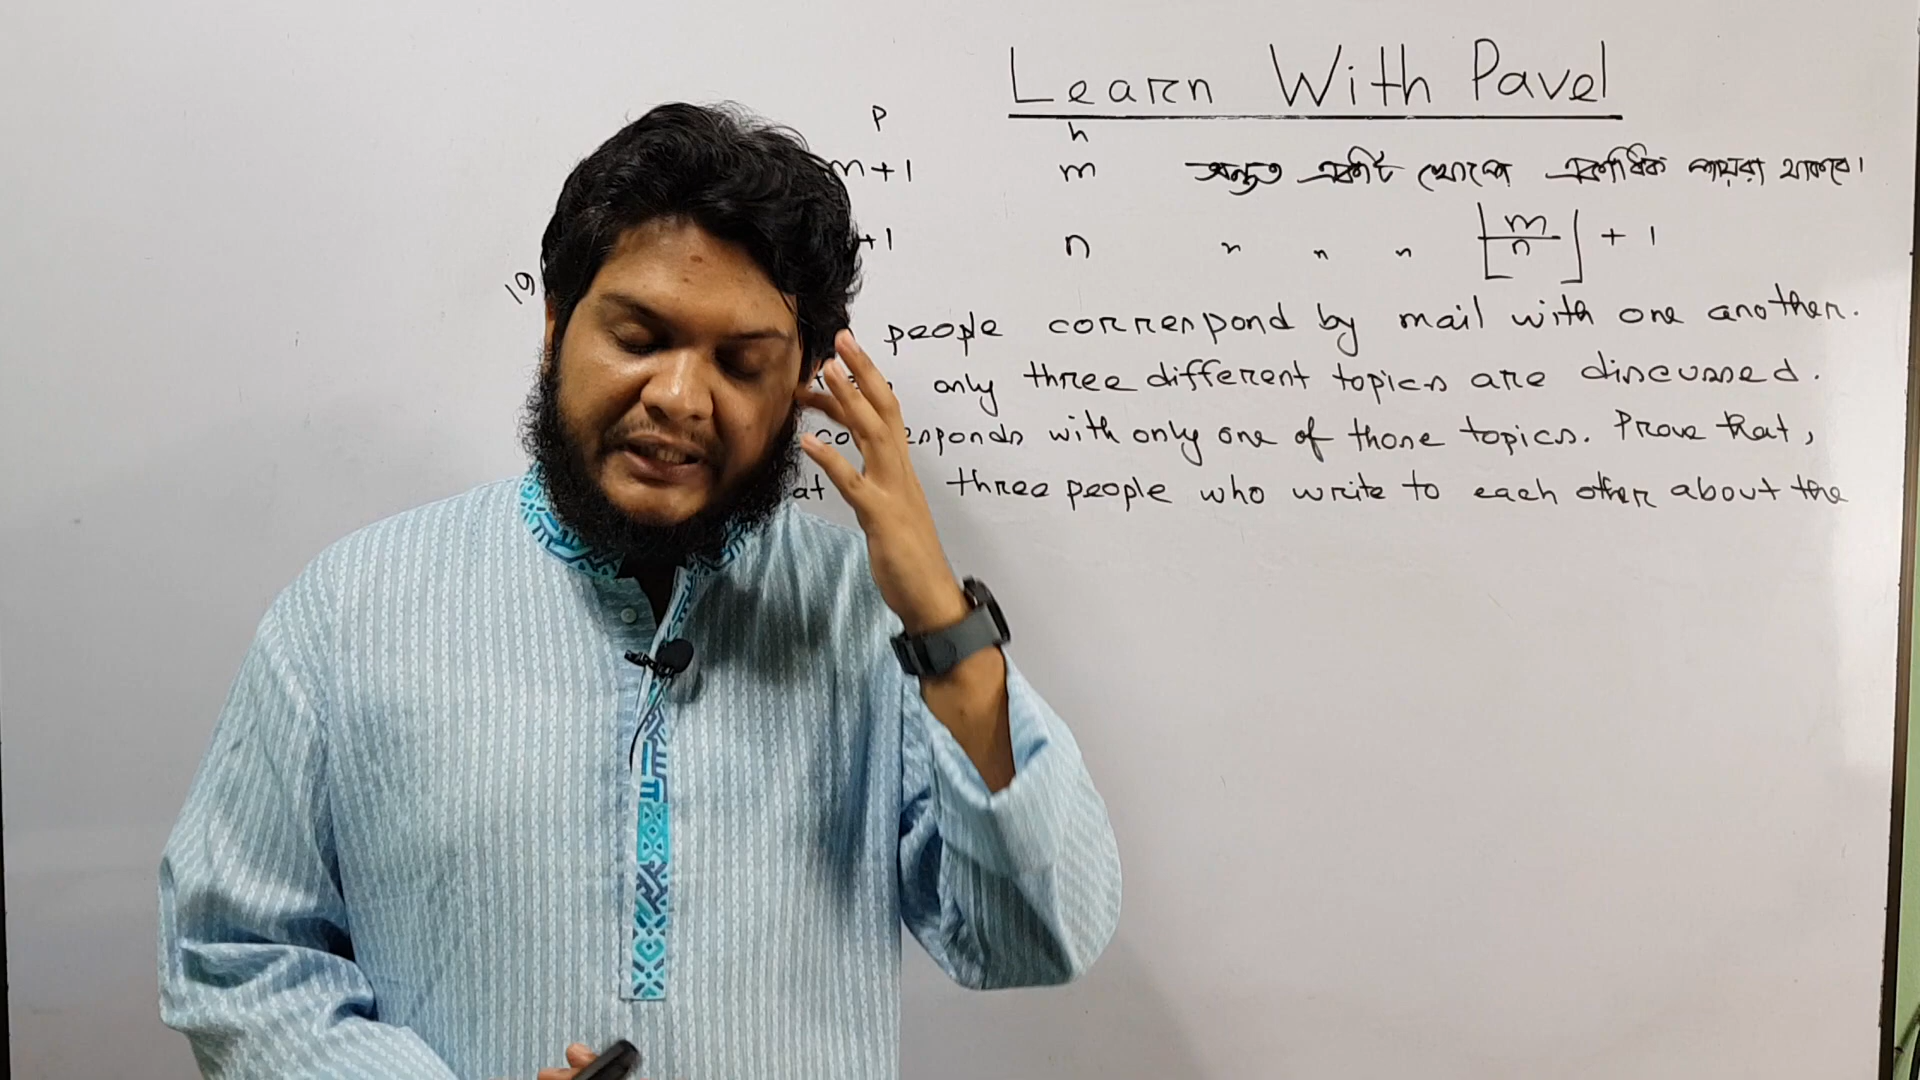 Learn With Pavel
P h
m+1 m অন্তত একটি খোপে একাধিক পায়রা থাকবে।
+1 n " " " ⌊m/n⌋ + 1
19
people correspond by mail with one another.
only three different topics are discussed.
corresponds with only one of those topics. Prove that,
at three people who write to each other about the